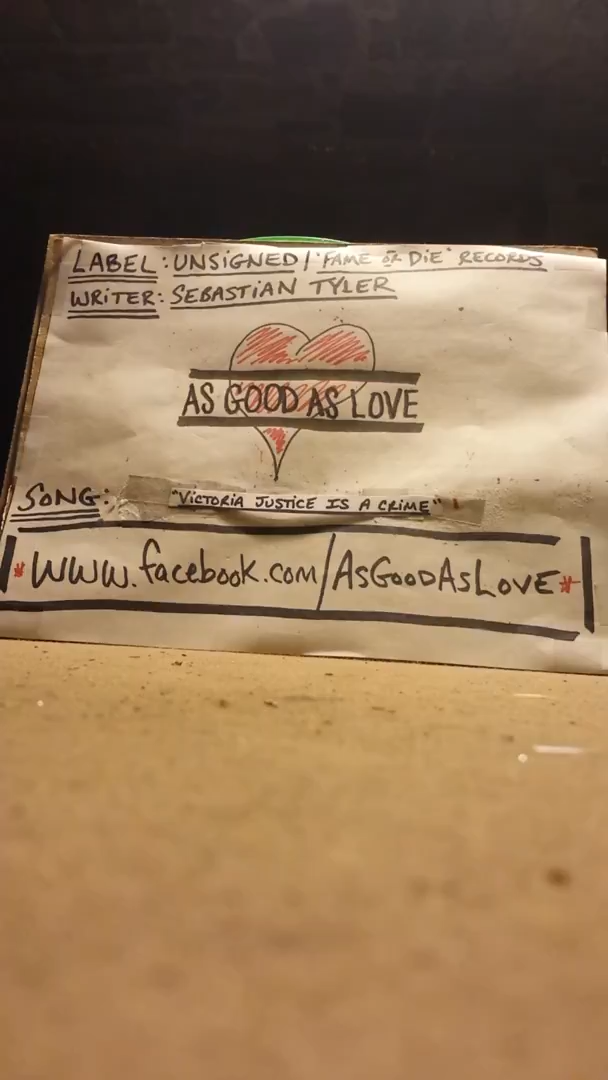 LABEL: UNSIGNED / "FAME OR DIE" RECORDS
WRITER: SEBASTIAN TYLER
AS GOOD AS LOVE
SONG: "VICTORIA JUSTICE IS A CRIME"
*www.facebook.com/AsGoodAsLove*